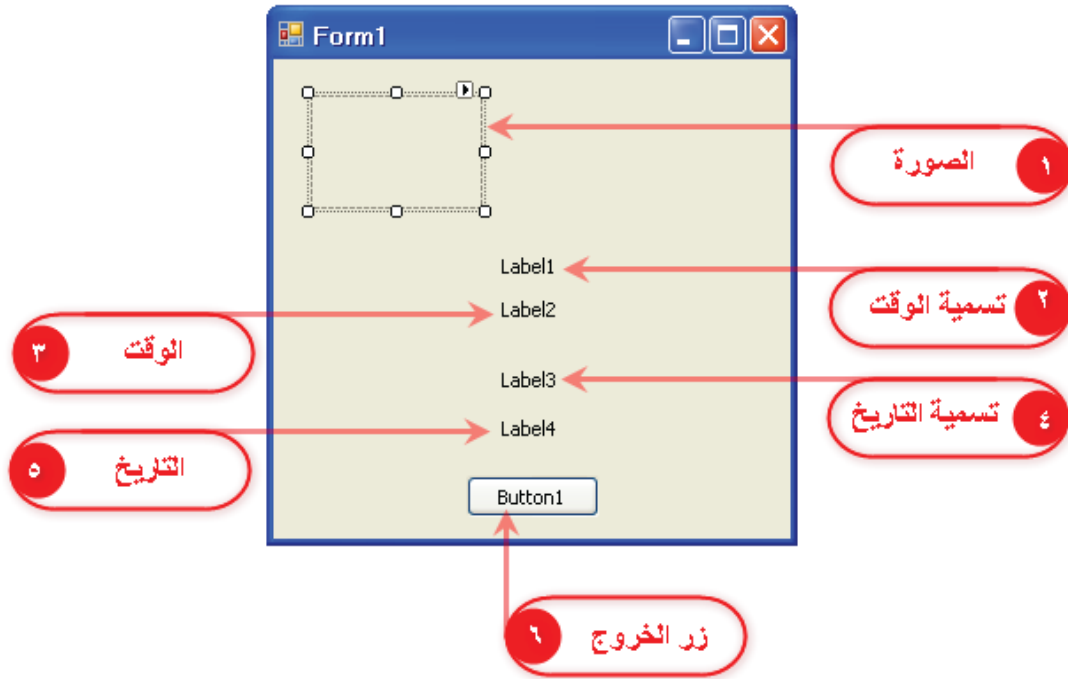 Form1
١ الصورة
Label1
٢ تسمية الوقت
Label2
٣ الوقت
Label3
٤ تسمية التاريخ
Label4
٥ التاريخ
Button1
٦ زر الخروج